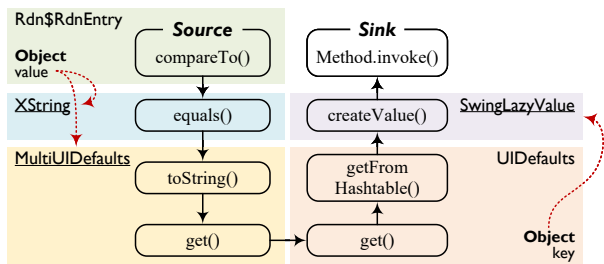 Rdn$RdnEntry
Source
compareTo()
Object
value
XString
equals()
MultiUIDefaults
toString()
get()
Sink
Method.invoke()
createValue()
SwingLazyValue
getFrom
Hashtable()
UIDefaults
get()
Object
key